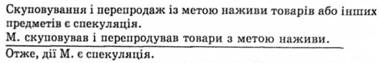 Скуповування і перепродаж із метою наживи товарів або інших
предметів є спекуляція.
М. скуповував і перепродував товари з метою наживи.
Отже, дії М. є спекуляція.